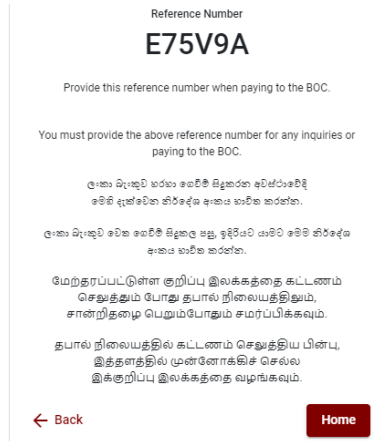 Reference Number
E75V9A
Provide this reference number when paying to the BOC.
You must provide the above reference number for any inquiries or
paying to the BOC.
ලංකා බැංකුව හරහා ගෙවීම් සිදුකරන අවස්ථාවේදී
මෙහි දැක්වෙන නිර්දේශ අංකය භාවිත කරන්න.
ලංකා බැංකුව වෙත ගෙවීම් සිදුකල පසු, ඉදිරියට යාමට මෙම නිර්දේශ
අංකය භාවිත කරන්න.
மேற்தரப்பட்டுள்ள குறிப்பு இலக்கத்தை கட்டணம்
செலுத்தும் போது தபால் நிலையத்திலும்,
சான்றிதழை பெறும்போதும் சமர்ப்பிக்கவும்.
தபால் நிலையத்தில் கட்டணம் செலுத்திய பின்பு,
இத்தளத்தில் முன்னோக்கிச் செல்ல
இக்குறிப்பு இலக்கத்தை வழங்கவும்.
Back
Home